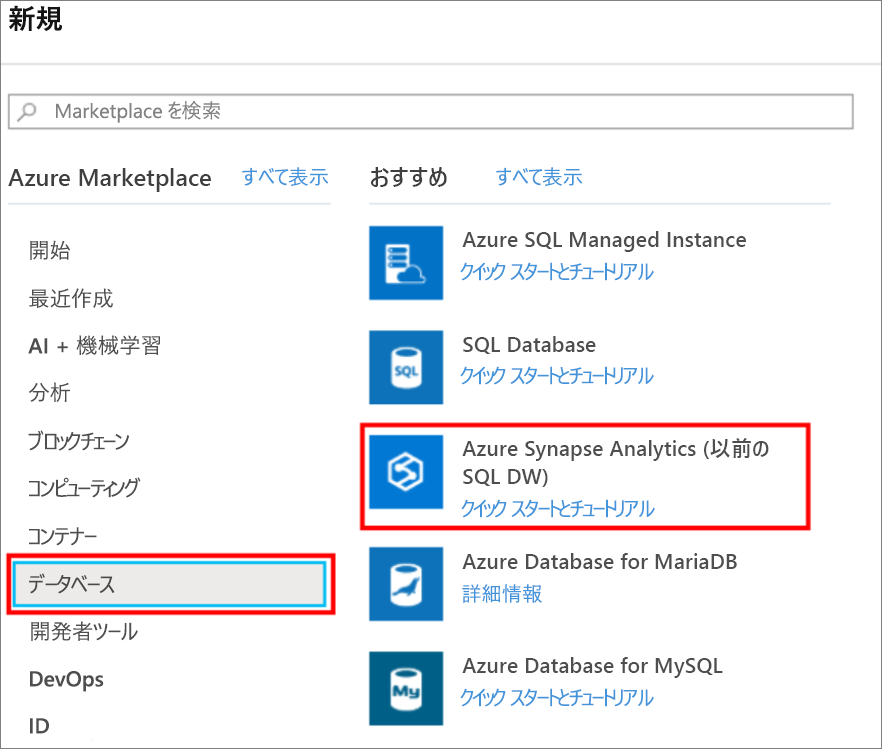 新規
Marketplace を検索
Azure Marketplace すべて表示
開始
最近作成
AI + 機械学習
分析
ブロックチェーン
コンピューティング
コンテナー
データベース
開発者ツール
DevOps
ID
おすすめ すべて表示
Azure SQL Managed Instance
クイック スタートとチュートリアル
SQL
SQL Database
クイック スタートとチュートリアル
Azure Synapse Analytics (以前の
SQL DW)
クイック スタートとチュートリアル
Azure Database for MariaDB
詳細情報
My
Azure Database for MySQL
クイック スタートとチュートリアル